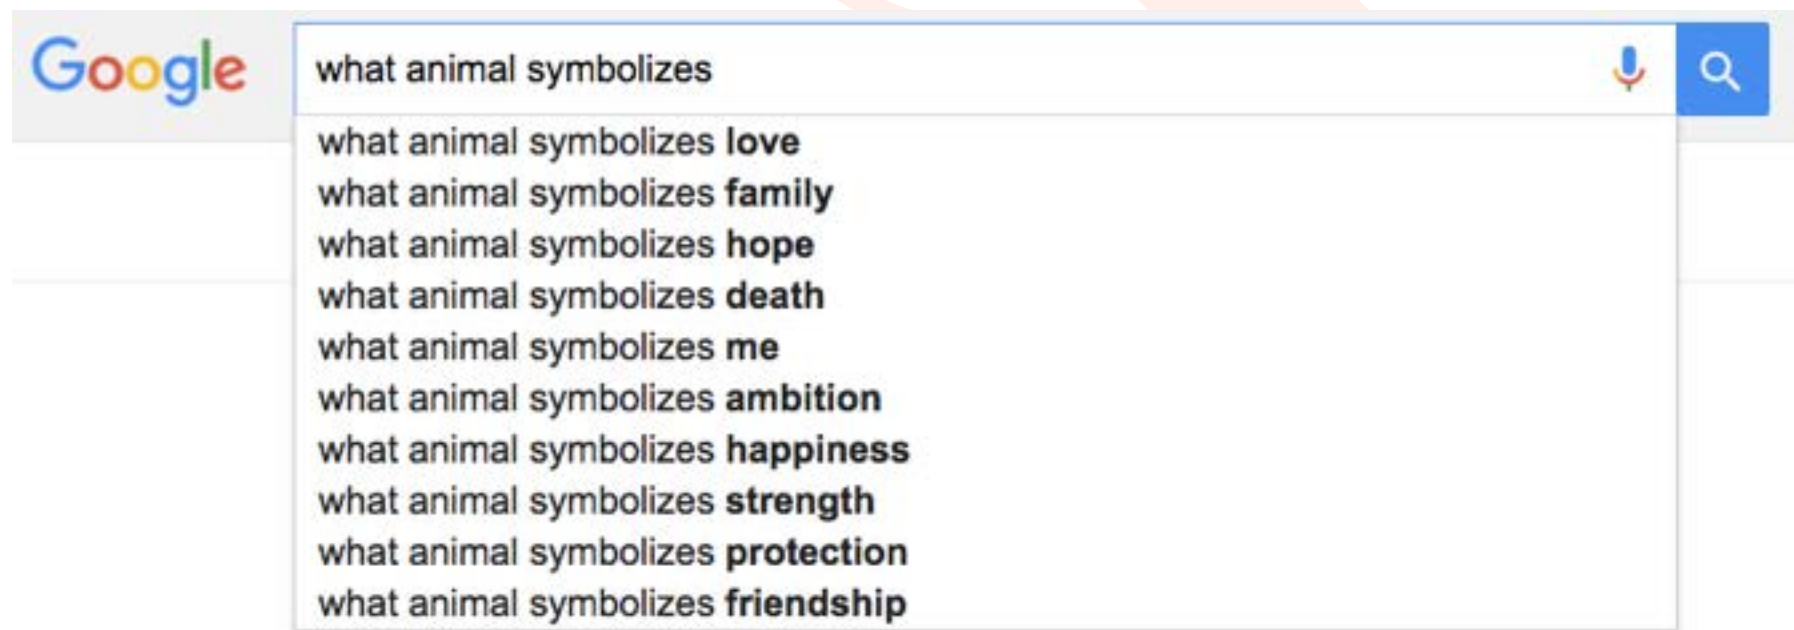 Google what animal symbolizes
what animal symbolizes love
what animal symbolizes family
what animal symbolizes hope
what animal symbolizes death
what animal symbolizes me
what animal symbolizes ambition
what animal symbolizes happiness
what animal symbolizes strength
what animal symbolizes protection
what animal symbolizes friendship